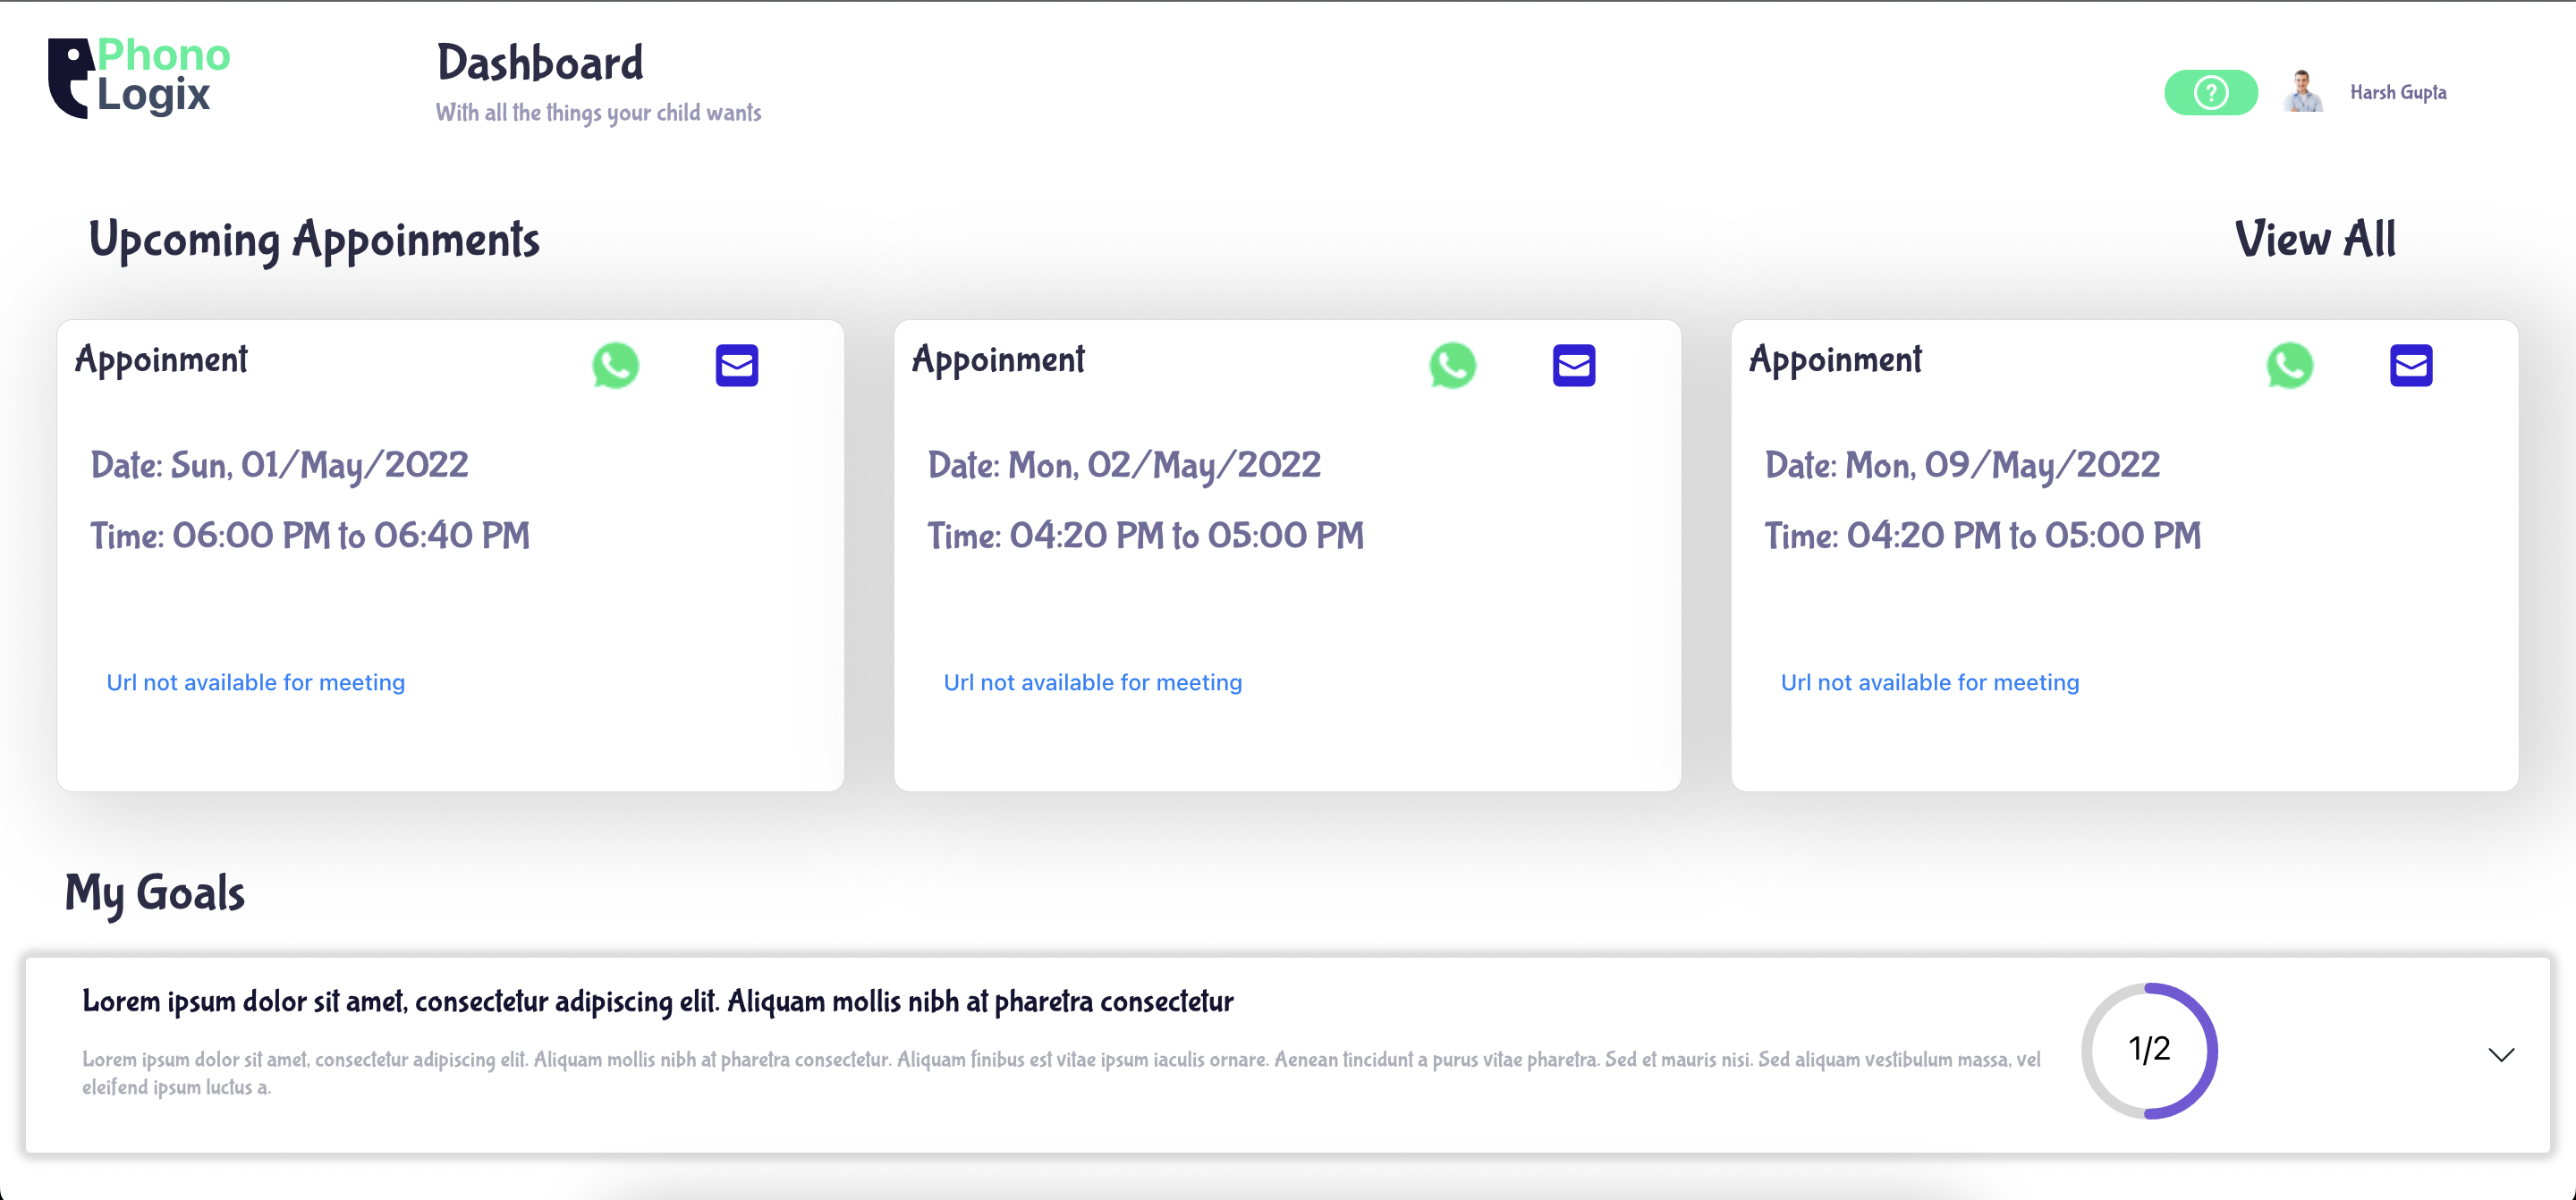 Phono
Logix
Dashboard
With all the things your child wants
?
Harsh Gupta
Upcoming Appoinments
View All
Appoinment
Date: Sun, 01/May/2022
Time: 06:00 PM to 06:40 PM
Url not available for meeting
Appoinment
Date: Mon, 02/May/2022
Time: 04:20 PM to 05:00 PM
Url not available for meeting
Appoinment
Date: Mon, 09/May/2022
Time: 04:20 PM to 05:00 PM
Url not available for meeting
My Goals
Lorem ipsum dolor sit amet, consectetur adipiscing elit. Aliquam mollis nibh at pharetra consectetur
Lorem ipsum dolor sit amet, consectetur adipiscing elit. Aliquam mollis nibh at pharetra consectetur. Aliquam finibus est vitae ipsum iaculis ornare. Aenean tincidunt a purus vitae pharetra. Sed et mauris nisi. Sed aliquam vestibulum massa, vel
eleifend ipsum luctus a.
1/2